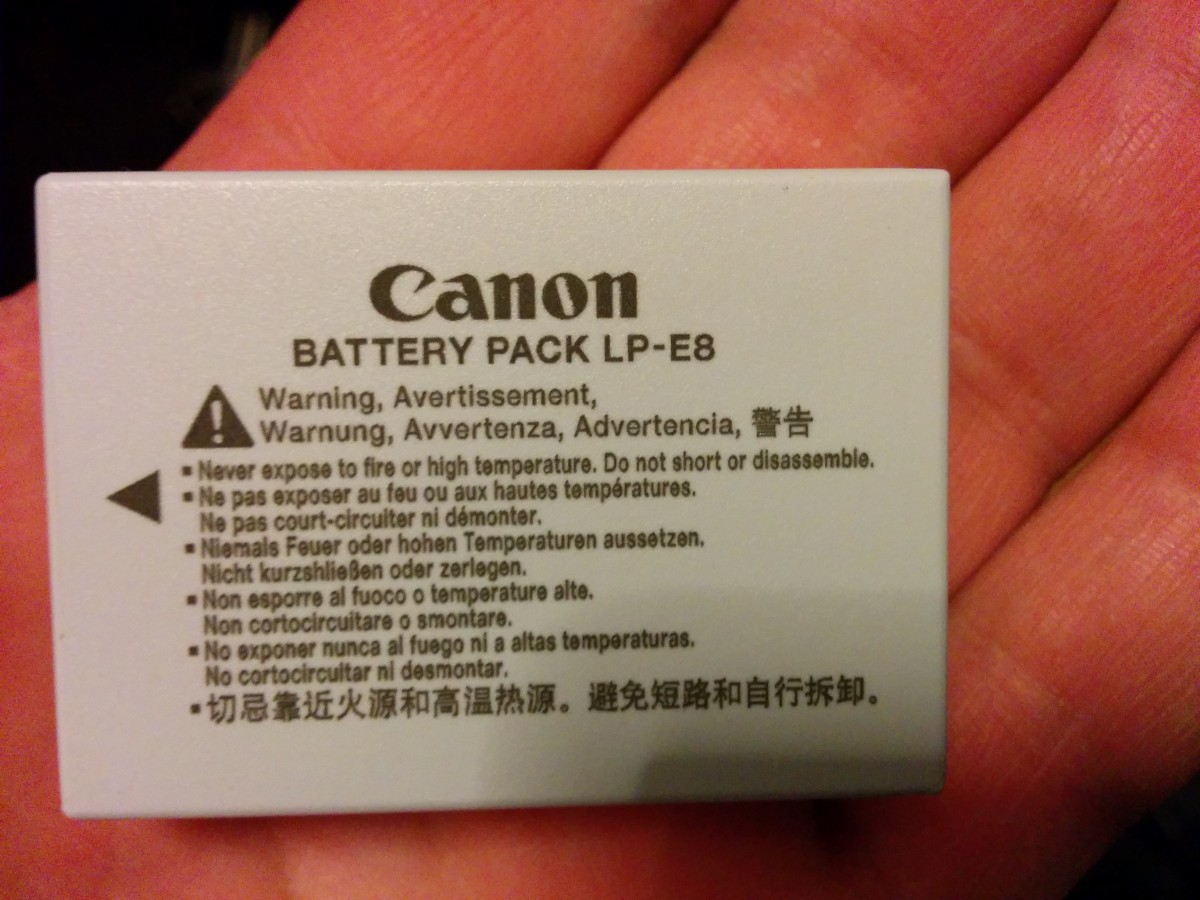 Canon
BATTERY PACK LP-E8
Warning, Avertissement,
Warnung, Avvertenza, Advertencia, 警告
▪ Never expose to fire or high temperature. Do not short or disassemble.
▪ Ne pas exposer au feu ou aux hautes températures.
Ne pas court-circuiter ni démonter.
▪ Niemals Feuer oder hohen Temperaturen aussetzen.
Nicht kurzshließen oder zerlegen.
▪ Non esporre al fuoco o temperature alte.
Non cortocircuitare o smontare.
▪ No exponer nunca al fuego ni a altas temperaturas.
No cortocircuitar ni desmontar.
▪ 切忌靠近火源和高温热源。避免短路和自行拆卸。